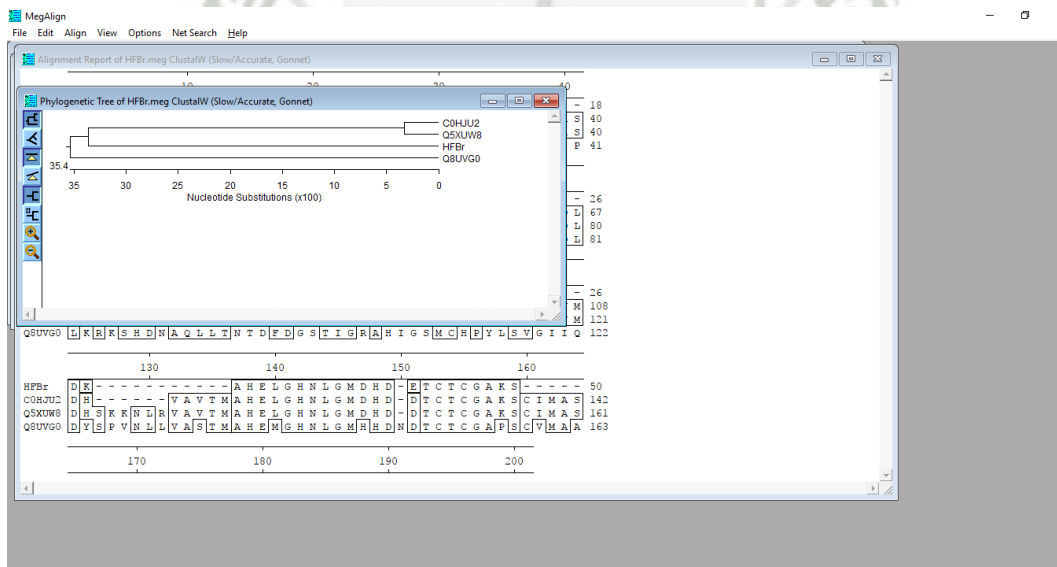 MegAlign
File Edit Align View Options Net Search Help
Alignment Report of HFBr.meg ClustalW (Slow/Accurate, Gonnet)
Phylogenetic Tree of HFBr.meg ClustalW (Slow/Accurate, Gonnet)
C0HJU2
Q5XUW8
HFBr
Q8UVG0
35.4
35 30 25 20 15 10 5 0
Nucleotide Substitutions (x100)
- 18
S 40
S 40
P 41
- 26
L 67
L 80
L 81
- 26
M 108
M 121
Q8UVG0 L K R K S H D N A Q L L T N T D F D G S T I G R A H I G S M C H P Y L S V G I I Q 122
130 140 150 160
HFBr D K - - - - - - - - - - - A H E L G H N L G M D H D - E T C T C G A K S - - - - - 50
C0HJU2 D H - - - - - - V A V T M A H E L G H N L G M D H D - D T C T C G A K S C I M A S 142
Q5XUW8 D H S K K N L R V A V T M A H E L G H N L G M D H D - D T C T C G A K S C I M A S 161
Q8UVG0 D Y S P V N L L V A S T M A H E M G H N L G M H H D N D T C T C G A P S C V M A A 163
170 180 190 200